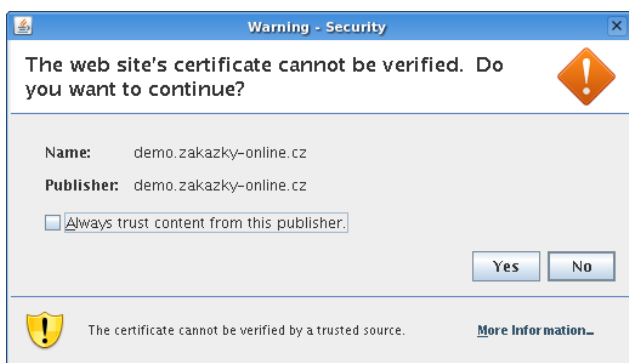 Warning - Security
The web site's certificate cannot be verified. Do
you want to continue?
Name: demo.zakazky-online.cz
Publisher: demo.zakazky-online.cz
Always trust content from this publisher.
Yes No
The certificate cannot be verified by a trusted source. More Information...